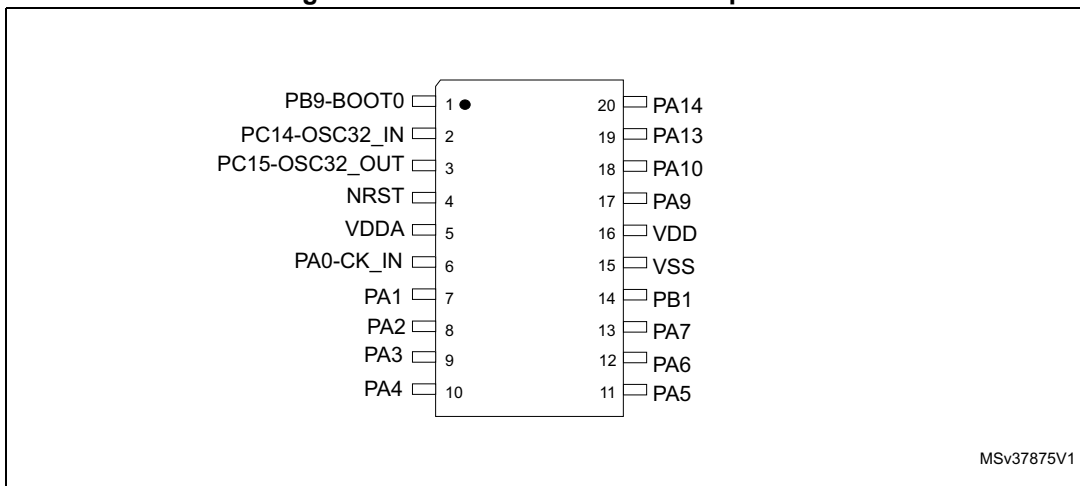 PB9-BOOT0 1 20 PA14
PC14-OSC32_IN 2 19 PA13
PC15-OSC32_OUT 3 18 PA10
NRST 4 17 PA9
VDDA 5 16 VDD
PA0-CK_IN 6 15 VSS
PA1 7 14 PB1
PA2 8 13 PA7
PA3 9 12 PA6
PA4 10 11 PA5
MSv37875V1